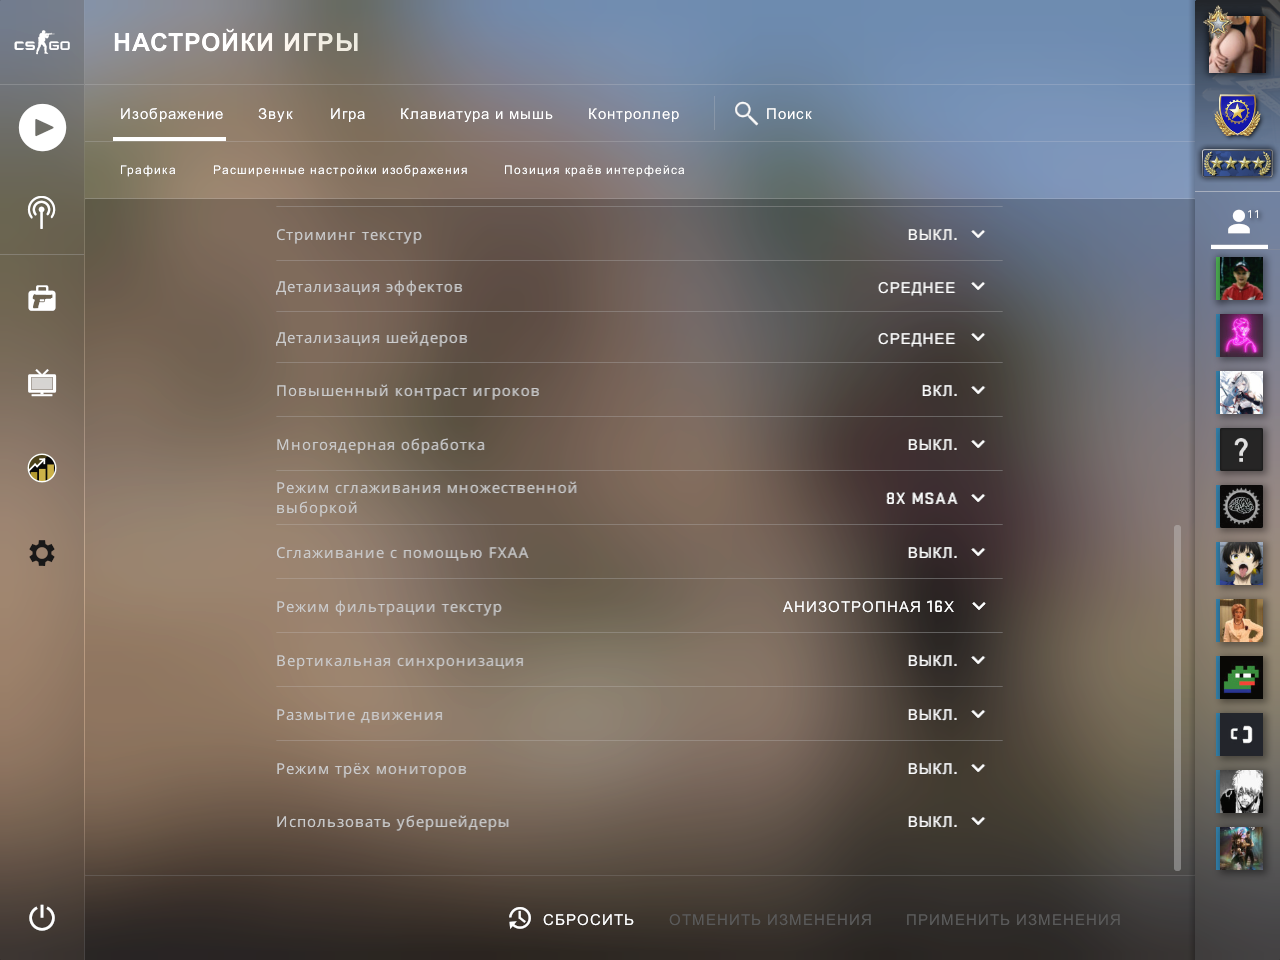 CS GO
НАСТРОЙКИ ИГРЫ
Изображение
Звук
Игра
Клавиатура и мышь
Контроллер
Поиск
Графика
Расширенные настройки изображения
Позиция краёв интерфейса
11
Стриминг текстур ВЫКЛ.
Детализация эффектов СРЕДНЕЕ
Детализация шейдеров СРЕДНЕЕ
Повышенный контраст игроков ВКЛ.
Многоядерная обработка ВЫКЛ.
Режим сглаживания множественной
выборкой 8X MSAA
Сглаживание с помощью FXAA ВЫКЛ.
Режим фильтрации текстур АНИЗОТРОПНАЯ 16X
Вертикальная синхронизация ВЫКЛ.
Размытие движения ВЫКЛ.
Режим трёх мониторов ВЫКЛ.
Использовать убершейдеры ВЫКЛ.
СБРОСИТЬ
ОТМЕНИТЬ ИЗМЕНЕНИЯ
ПРИМЕНИТЬ ИЗМЕНЕНИЯ
?